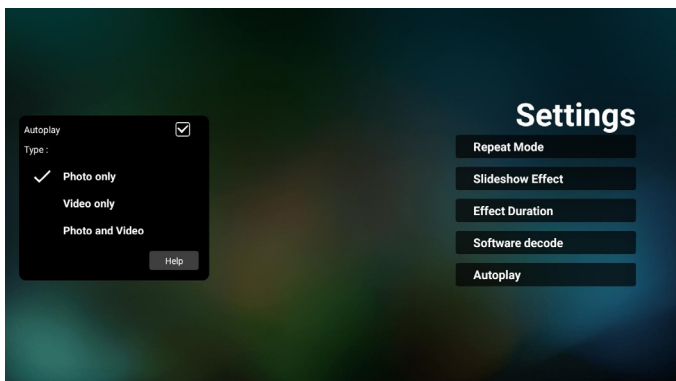 Settings
Autoplay
Type :
Photo only
Video only
Photo and Video
Help
Repeat Mode
Slideshow Effect
Effect Duration
Software decode
Autoplay